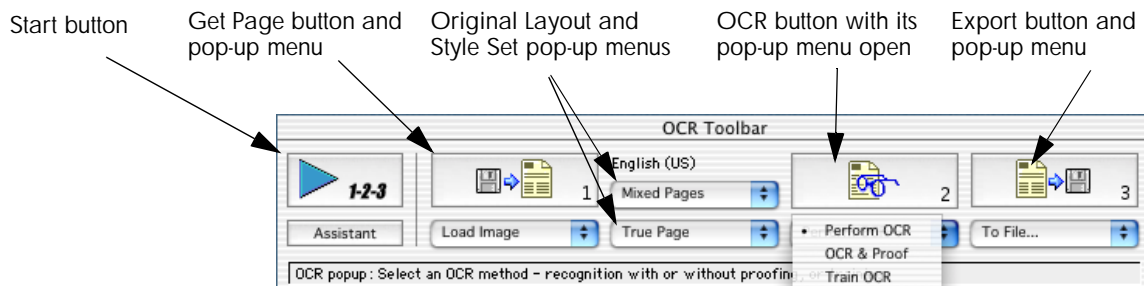 Start button
Get Page button and
pop-up menu
Original Layout and
Style Set pop-up menus
OCR button with its
pop-up menu open
Export button and
pop-up menu
OCR Toolbar
1-2-3
1
English (US)
Mixed Pages
2
3
Assistant
Load Image
True Page
• Perform OCR
To File...
OCR & Proof
OCR popup: Select an OCR method - recognition with or without proofing,
Train OCR